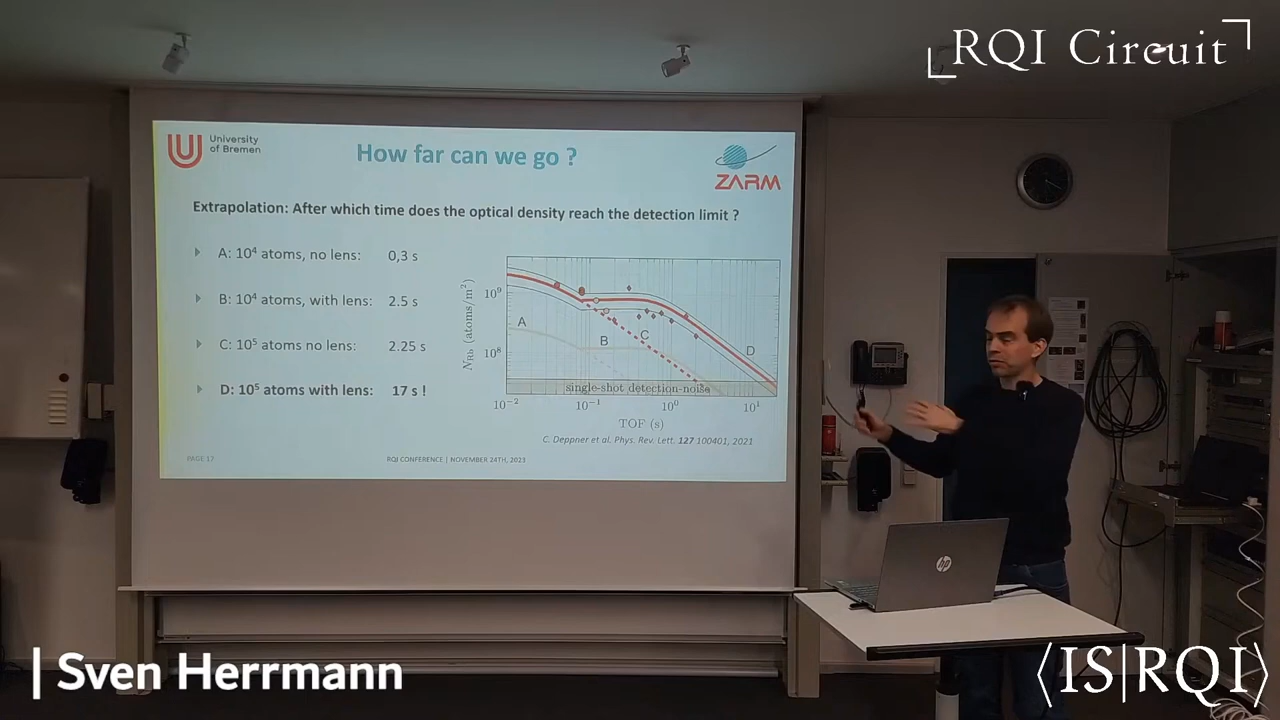 RQI Circuit
University
of Bremen
How far can we go ?
ZARM
Extrapolation: After which time does the optical density reach the detection limit ?
A: 10⁴ atoms, no lens: 0,3 s
B: 10⁴ atoms, with lens: 2.5 s
C: 10⁵ atoms no lens: 2.25 s
D: 10⁵ atoms with lens: 17 s !
N_Rb (atoms/m²)
10⁹
10⁸
A
B
C
D
single-shot detection-noise
10⁻² 10⁻¹ 10⁰ 10¹
TOF (s)
C. Deppner et al. Phys. Rev. Lett. 127 100401, 2021
PAGE 17
RQI CONFERENCE | NOVEMBER 24TH, 2023
hp
| Sven Herrmann
⟨IS|RQI⟩